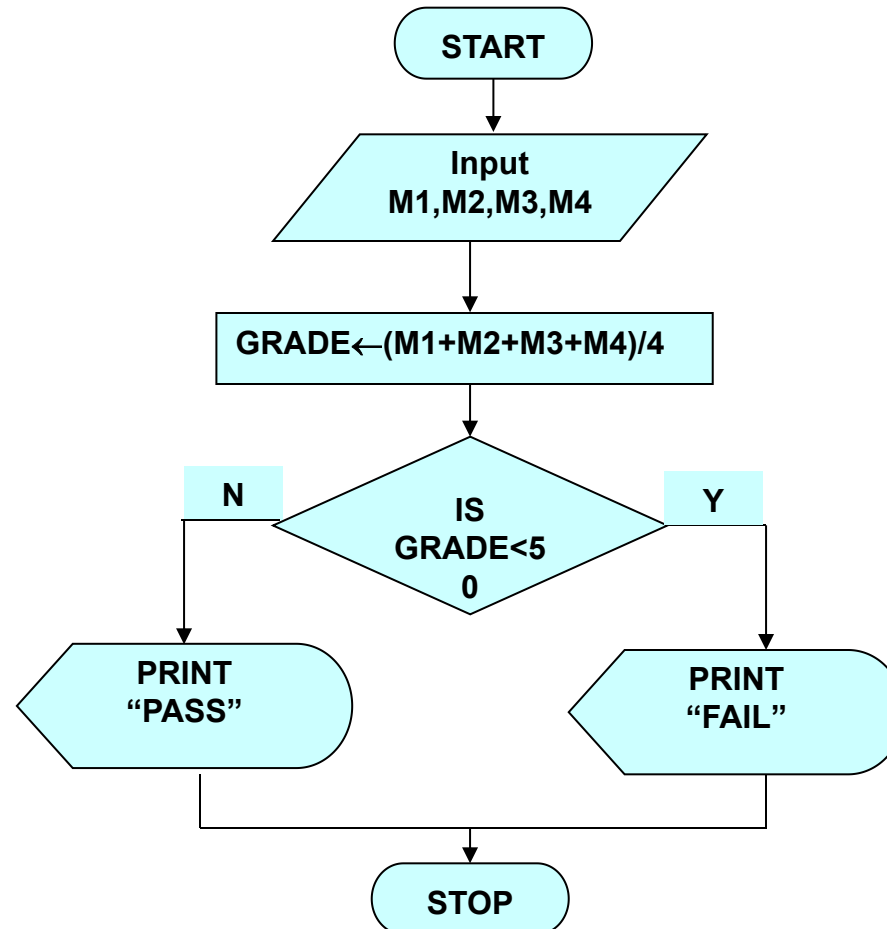 START
Input
M1,M2,M3,M4
GRADE←(M1+M2+M3+M4)/4
IS
GRADE<5
0
N
Y
PRINT
“PASS”
PRINT
“FAIL”
STOP